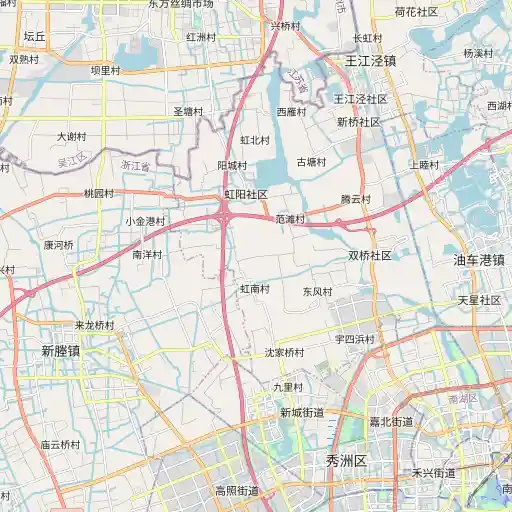 东方丝绸市场
荷花社区
兴桥村
红洲村
坛丘
长虹村
杨溪村
双熟村
王江泾镇
坝里村
江苏省
王江泾社区
西湖村
圣塘村
西雁村
新桥社区
大谢村
虹北村
吴江区
浙江省
阳城村
古塘村
上睦村
桃园村
虹阳社区
腾云村
小金港村
范滩村
康河桥
南洋村
双桥社区
油车港镇
虹南村
东风村
天星社区
来龙桥村
宇四浜村
新塍镇
沈家桥村
九里村
南湖区
新城街道
嘉北街道
庙云桥村
秀洲区
禾兴街道
高照街道